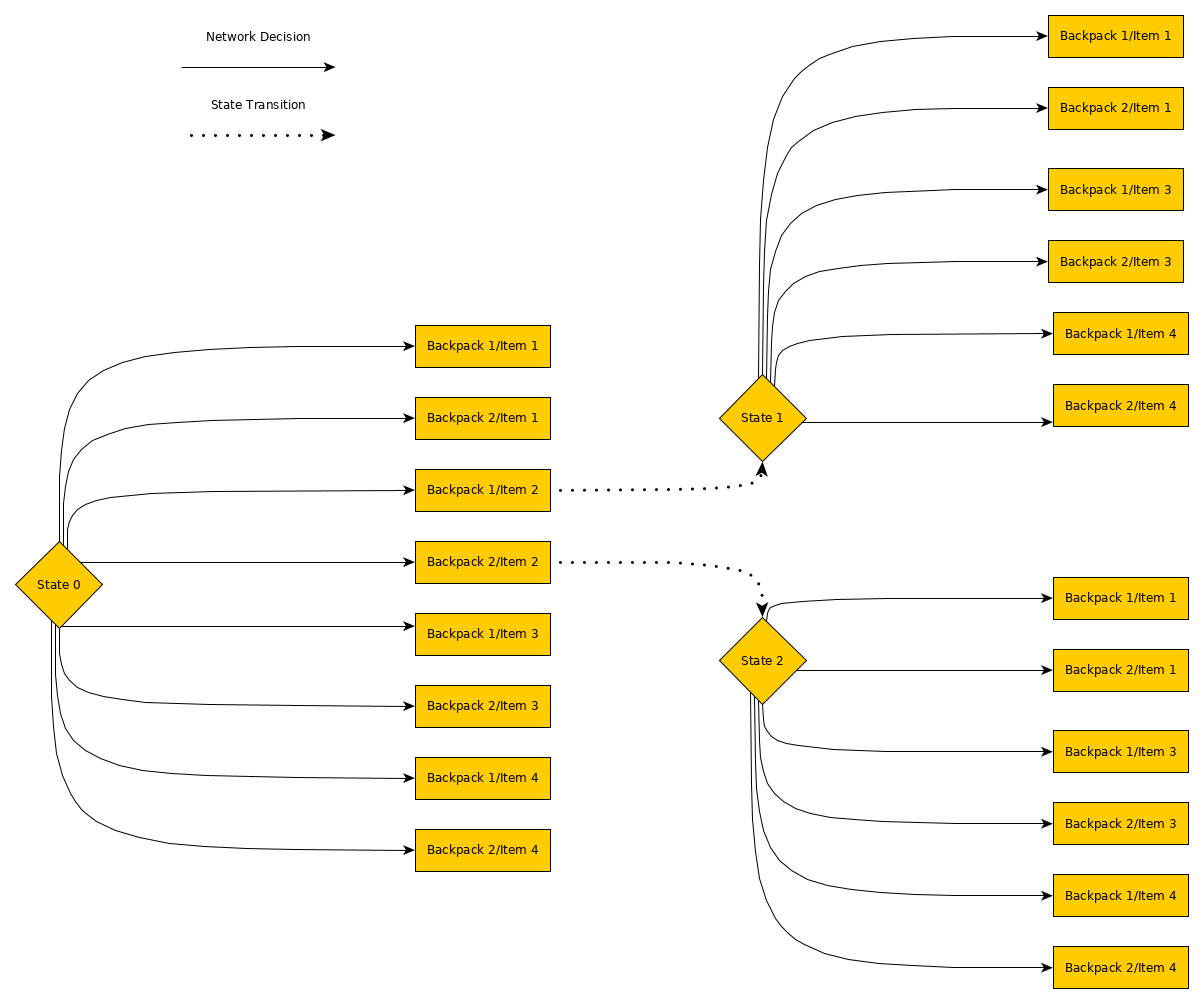 Network Decision
State Transition
State 0
Backpack 1/Item 1
Backpack 2/Item 1
Backpack 1/Item 2
Backpack 2/Item 2
Backpack 1/Item 3
Backpack 2/Item 3
Backpack 1/Item 4
Backpack 2/Item 4
State 1
Backpack 1/Item 1
Backpack 2/Item 1
Backpack 1/Item 3
Backpack 2/Item 3
Backpack 1/Item 4
Backpack 2/Item 4
State 2
Backpack 1/Item 1
Backpack 2/Item 1
Backpack 1/Item 3
Backpack 2/Item 3
Backpack 1/Item 4
Backpack 2/Item 4